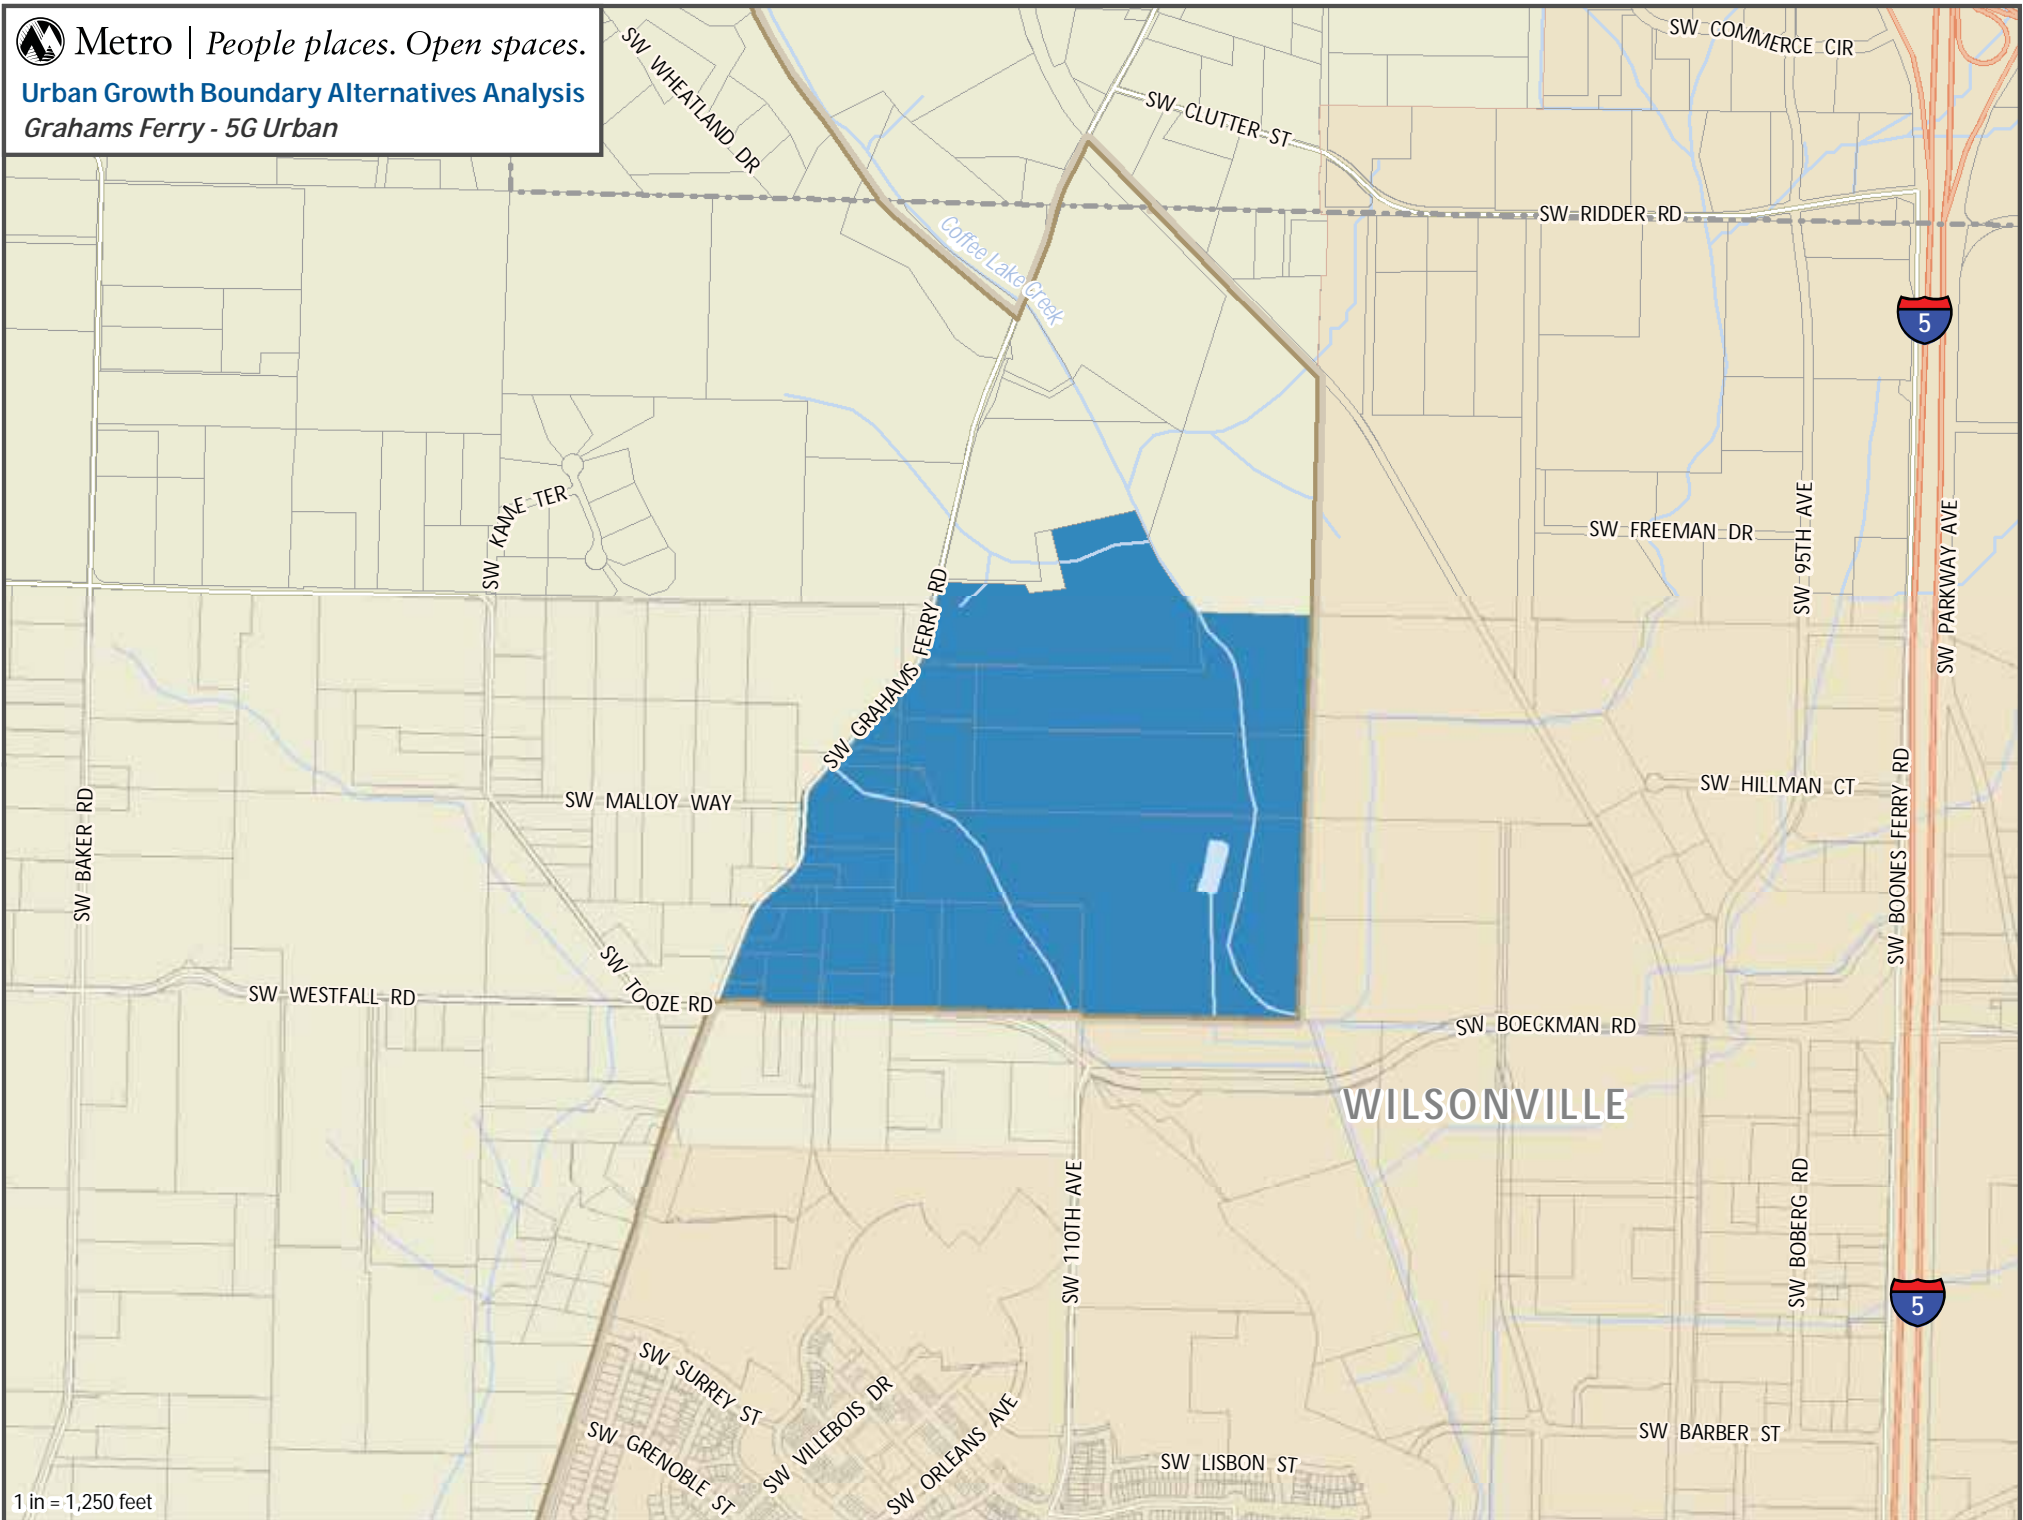 Metro | People places. Open spaces.
Urban Growth Boundary Alternatives Analysis
Grahams Ferry - 5G Urban
SW COMMERCE CIR
SW WHEATLAND DR
SW CLUTTER ST
SW RIDDER RD
Coffee Lake Creek
5
SW KAME TER
SW FREEMAN DR
SW 95TH AVE
SW PARKWAY AVE
SW GRAHAMS FERRY RD
SW MALLOY WAY
SW HILLMAN CT
SW BAKER RD
SW BOONES FERRY RD
SW WESTFALL RD
SW TOOZE RD
SW BOECKMAN RD
WILSONVILLE
SW 110TH AVE
SW BOBERG RD
5
SW SURREY ST
SW VILLEBOIS DR
SW ORLEANS AVE
SW GRENOBLE ST
SW BARBER ST
SW LISBON ST
1 in = 1,250 feet